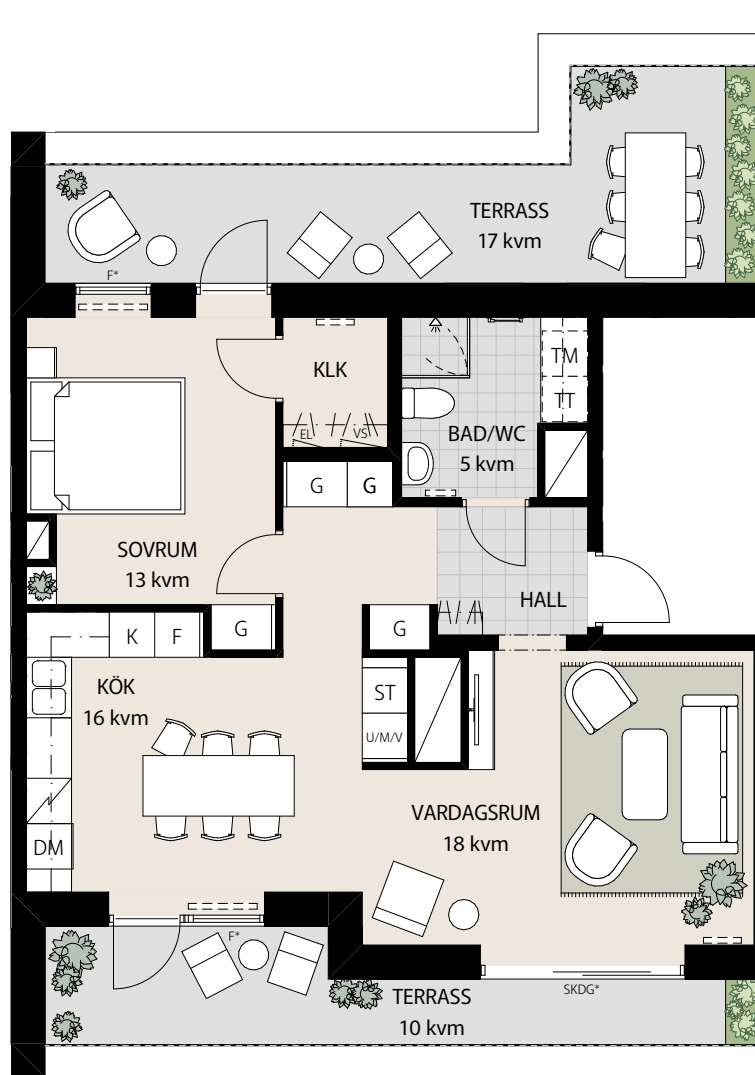 TERRASS
17 kvm
F*
KLK
TM
EL
VS
TT
BAD/WC
5 kvm
G
G
SOVRUM
13 kvm
HALL
K
F
G
G
KÖK
16 kvm
ST
U/M/V
VARDAGSRUM
18 kvm
DM
F*
SKDG*
TERRASS
10 kvm